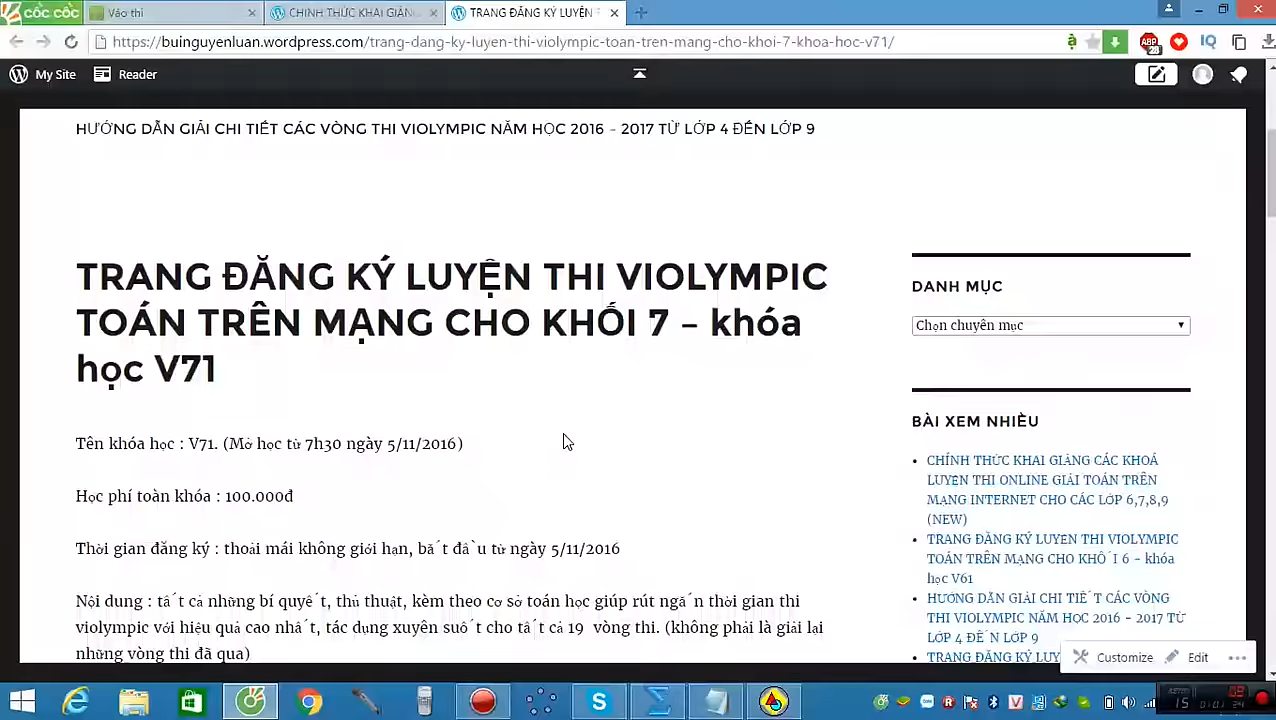 cốc cốc
Vào thi
CHÍNH THỨC KHAI GIẢNG
TRANG ĐĂNG KÝ LUYỆN T
https://buinguyenluan.wordpress.com/trang-dang-ky-luyen-thi-violympic-toan-tren-mang-cho-khoi-7-khoa-hoc-v71/
ABP
28
IQ
My Site
Reader
HƯỚNG DẪN GIẢI CHI TIẾT CÁC VÒNG THI VIOLYMPIC NĂM HỌC 2016 – 2017 TỪ LỚP 4 ĐẾN LỚP 9
TRANG ĐĂNG KÝ LUYỆN THI VIOLYMPIC
TOÁN TRÊN MẠNG CHO KHỐI 7 – khóa
học V71
Tên khóa học : V71. (Mở học từ 7h30 ngày 5/11/2016)
Học phí toàn khóa : 100.000đ
Thời gian đăng ký : thoải mái không giới hạn, bắt đầu từ ngày 5/11/2016
Nội dung : tất cả những bí quyết, thủ thuật, kèm theo cơ sở toán học giúp rút ngắn thời gian thi
violympic với hiệu quả cao nhất, tác dụng xuyên suốt cho tất cả 19 vòng thi. (không phải là giải lại
những vòng thi đã qua)
DANH MỤC
Chọn chuyên mục
BÀI XEM NHIỀU
CHÍNH THỨC KHAI GIẢNG CÁC KHOÁ
LUYỆN THI ONLINE GIẢI TOÁN TRÊN
MẠNG INTERNET CHO CÁC LỚP 6,7,8,9
(NEW)
TRANG ĐĂNG KÝ LUYỆN THI VIOLYMPIC
TOÁN TRÊN MẠNG CHO KHỐI 6 - khóa
học V61
HƯỚNG DẪN GIẢI CHI TIẾT CÁC VÒNG
THI VIOLYMPIC NĂM HỌC 2016 - 2017 TỪ
LỚP 4 ĐẾN LỚP 9
TRANG ĐĂNG KÝ LUY
Customize
Edit